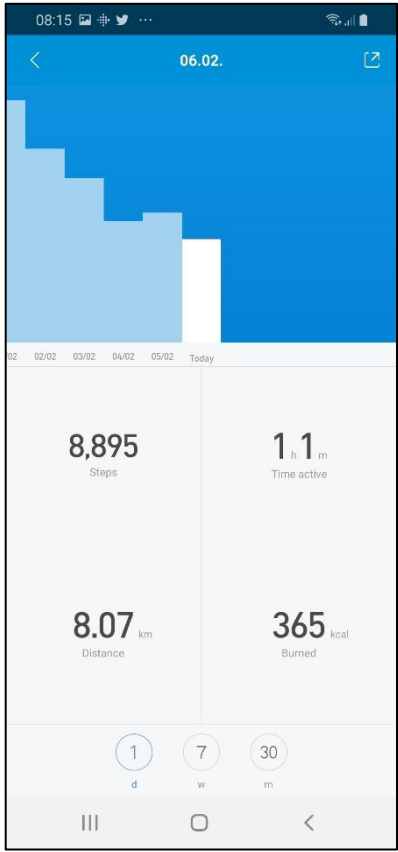 08:15
06.02.
/02 02/02 03/02 04/02 05/02 Today
8,895
Steps
1 h 1 m
Time active
8.07 km
Distance
365 kcal
Burned
1 7 30
d w m